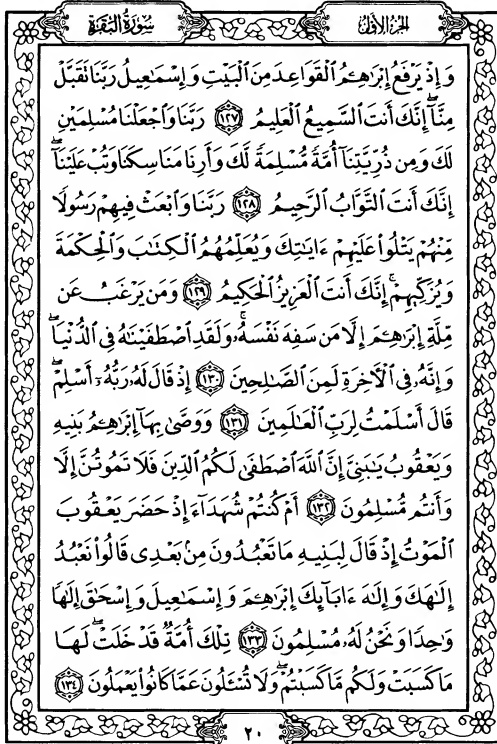 سُورَةُ البَقَرَةِ
الجزء الأول
وَإِذْ يَرْفَعُ إِبْرَٰهِـۧمُ ٱلْقَوَاعِدَ مِنَ ٱلْبَيْتِ وَإِسْمَٰعِيلُ رَبَّنَا تَقَبَّلْ
مِنَّآ ۖ إِنَّكَ أَنتَ ٱلسَّمِيعُ ٱلْعَلِيمُ ١٢٧ رَبَّنَا وَٱجْعَلْنَا مُسْلِمَيْنِ
لَكَ وَمِن ذُرِّيَّتِنَآ أُمَّةً مُّسْلِمَةً لَّكَ وَأَرِنَا مَنَاسِكَنَا وَتُبْ عَلَيْنَآ ۖ
إِنَّكَ أَنتَ ٱلتَّوَّابُ ٱلرَّحِيمُ ١٢٨ رَبَّنَا وَٱبْعَثْ فِيهِمْ رَسُولًا
مِّنْهُمْ يَتْلُوا۟ عَلَيْهِمْ ءَايَٰتِكَ وَيُعَلِّمُهُمُ ٱلْكِتَٰبَ وَٱلْحِكْمَةَ
وَيُزَكِّيهِمْ ۚ إِنَّكَ أَنتَ ٱلْعَزِيزُ ٱلْحَكِيمُ ١٢٩ وَمَن يَرْغَبُ عَن
مِّلَّةِ إِبْرَٰهِـۧمَ إِلَّا مَن سَفِهَ نَفْسَهُۥ ۚ وَلَقَدِ ٱصْطَفَيْنَٰهُ فِى ٱلدُّنْيَا ۖ
وَإِنَّهُۥ فِى ٱلْـَٔاخِرَةِ لَمِنَ ٱلصَّٰلِحِينَ ١٣٠ إِذْ قَالَ لَهُۥ رَبُّهُۥٓ أَسْلِمْ ۖ
قَالَ أَسْلَمْتُ لِرَبِّ ٱلْعَٰلَمِينَ ١٣١ وَوَصَّىٰ بِهَآ إِبْرَٰهِـۧمُ بَنِيهِ
وَيَعْقُوبُ يَٰبَنِىَّ إِنَّ ٱللَّهَ ٱصْطَفَىٰ لَكُمُ ٱلدِّينَ فَلَا تَمُوتُنَّ إِلَّا
وَأَنتُم مُّسْلِمُونَ ١٣٢ أَمْ كُنتُمْ شُهَدَآءَ إِذْ حَضَرَ يَعْقُوبَ
ٱلْمَوْتُ إِذْ قَالَ لِبَنِيهِ مَا تَعْبُدُونَ مِنۢ بَعْدِى قَالُوا۟ نَعْبُدُ
إِلَٰهَكَ وَإِلَٰهَ ءَابَآئِكَ إِبْرَٰهِـۧمَ وَإِسْمَٰعِيلَ وَإِسْحَٰقَ إِلَٰهًا
وَٰحِدًا وَنَحْنُ لَهُۥ مُسْلِمُونَ ١٣٣ تِلْكَ أُمَّةٌ قَدْ خَلَتْ ۖ لَهَا
مَا كَسَبَتْ وَلَكُم مَّا كَسَبْتُمْ ۖ وَلَا تُسْـَٔلُونَ عَمَّا كَانُوا۟ يَعْمَلُونَ ١٣٤
٢٠